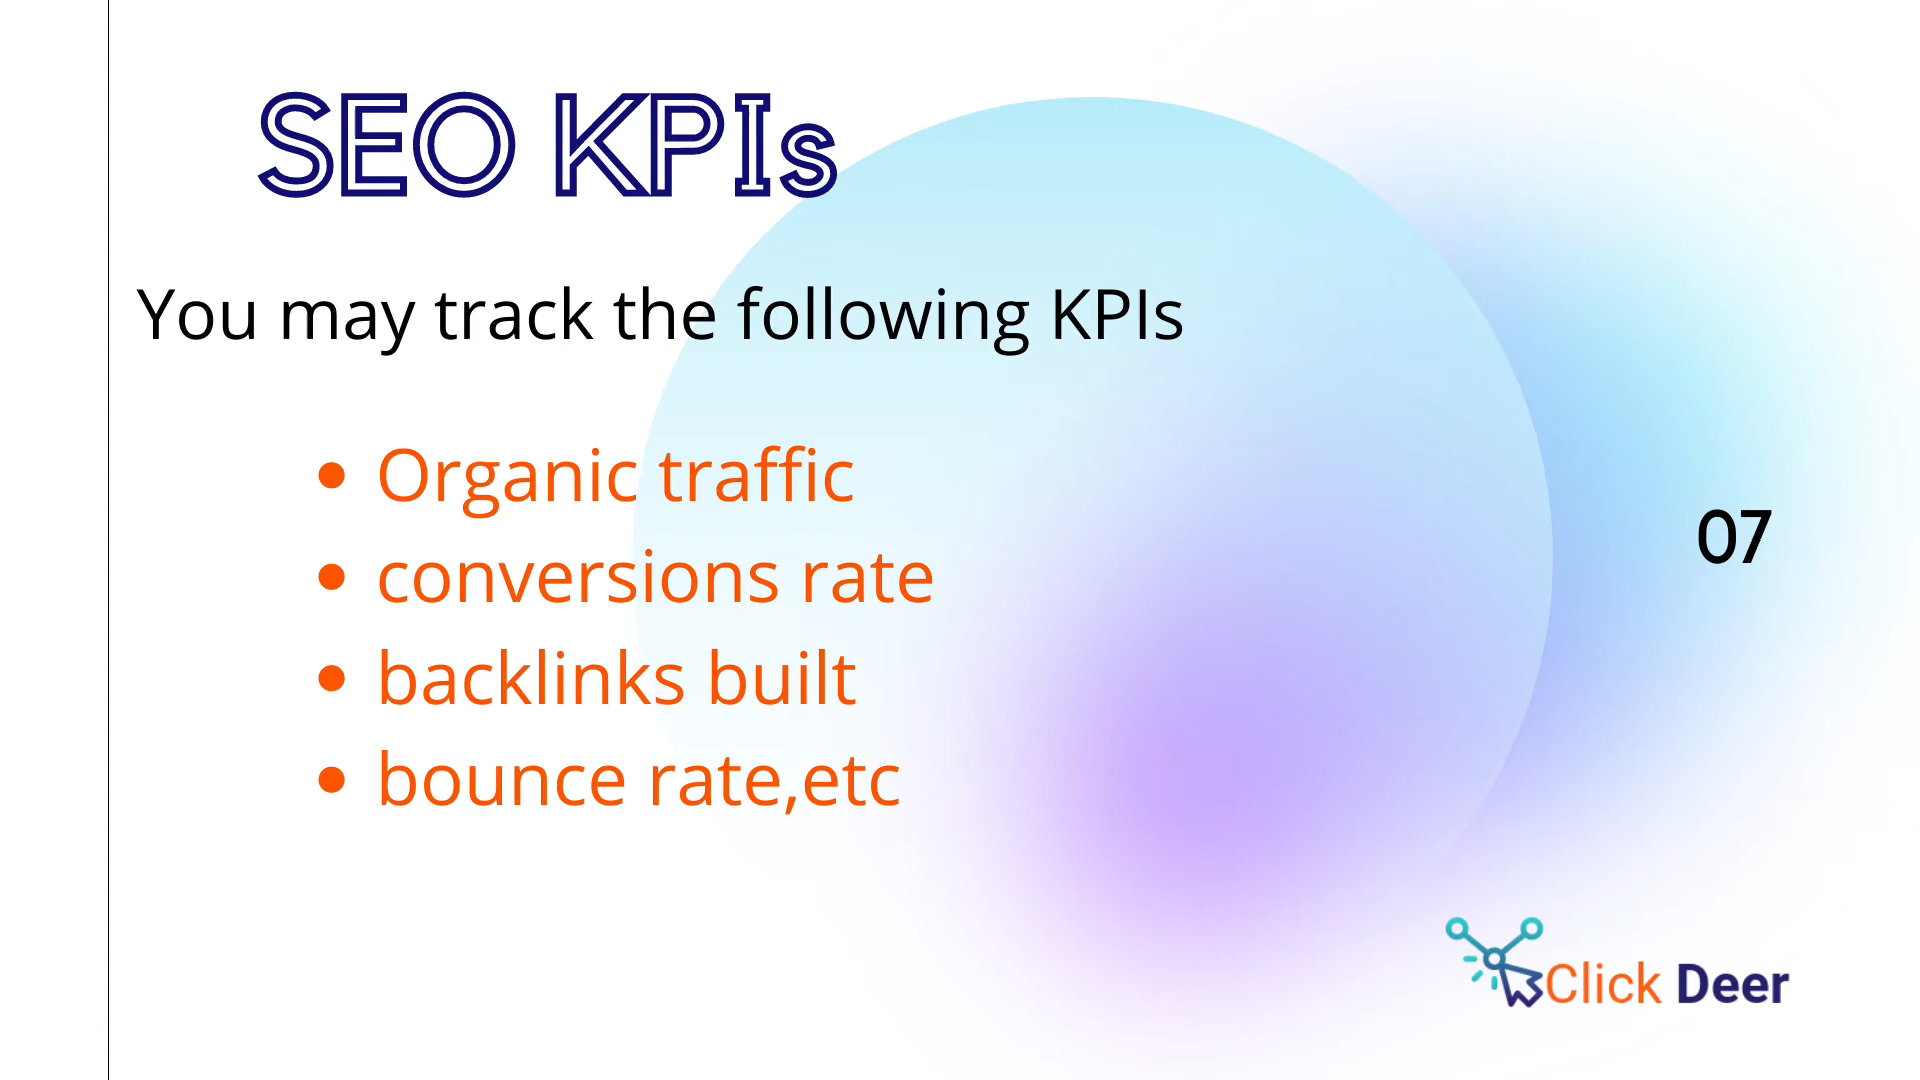 SEO KPIs
You may track the following KPIs
• Organic traffic
• conversions rate
• backlinks built
• bounce rate,etc
07
Click Deer